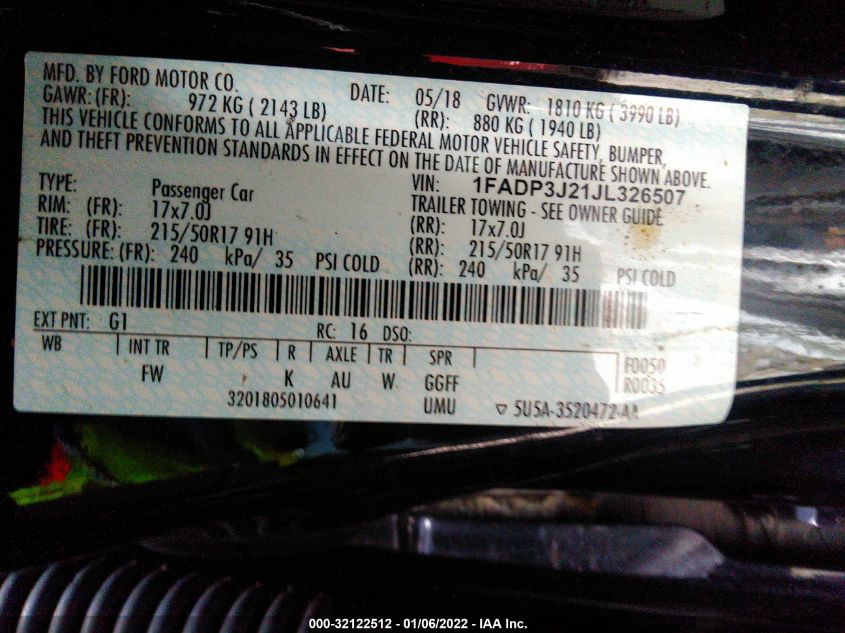 MFD. BY FORD MOTOR CO.
DATE: 05/18 GVWR: 1810 KG ( 3990 LB)
GAWR: (FR): 972 KG ( 2143 LB) (RR): 880 KG ( 1940 LB)
THIS VEHICLE CONFORMS TO ALL APPLICABLE FEDERAL MOTOR VEHICLE SAFETY, BUMPER,
AND THEFT PREVENTION STANDARDS IN EFFECT ON THE DATE OF MANUFACTURE SHOWN ABOVE.
VIN: 1FADP3J21JL326507
TYPE: Passenger Car TRAILER TOWING - SEE OWNER GUIDE
RIM: (FR): 17x7.0J (RR): 17x7.0J
TIRE: (FR): 215/50R17 91H (RR): 215/50R17 91H
PRESSURE: (FR): 240 kPa/ 35 PSI COLD (RR): 240 kPa/ 35 PSI COLD
EXT PNT: G1 RC: 16 DSO:
WB INT TR TP/PS R AXLE TR SPR F0050
FW K AU W GGFF R0035
3201805010641 UMU ▽ 5U5A-3520472-AA
000-32122512 - 01/06/2022 - IAA Inc.